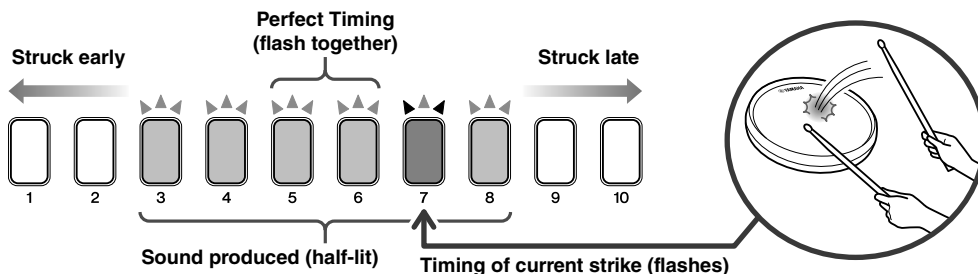 Perfect Timing
(flash together)
Struck early
Struck late
YAMAHA
1 2 3 4 5 6 7 8 9 10
Sound produced (half-lit)
Timing of current strike (flashes)